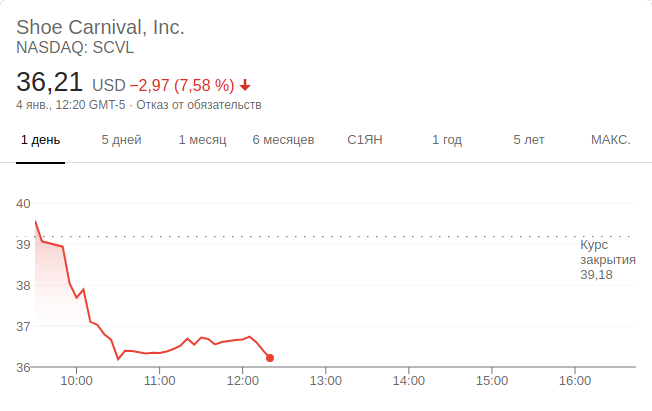 Shoe Carnival, Inc.
NASDAQ: SCVL
36,21 USD −2,97 (7,58 %)
4 янв., 12:20 GMT-5 · Отказ от обязательств
1 день 5 дней 1 месяц 6 месяцев С1ЯН 1 год 5 лет МАКС.
40
39
38
37
36
Курс
закрытия
39,18
10:00 11:00 12:00 13:00 14:00 15:00 16:00